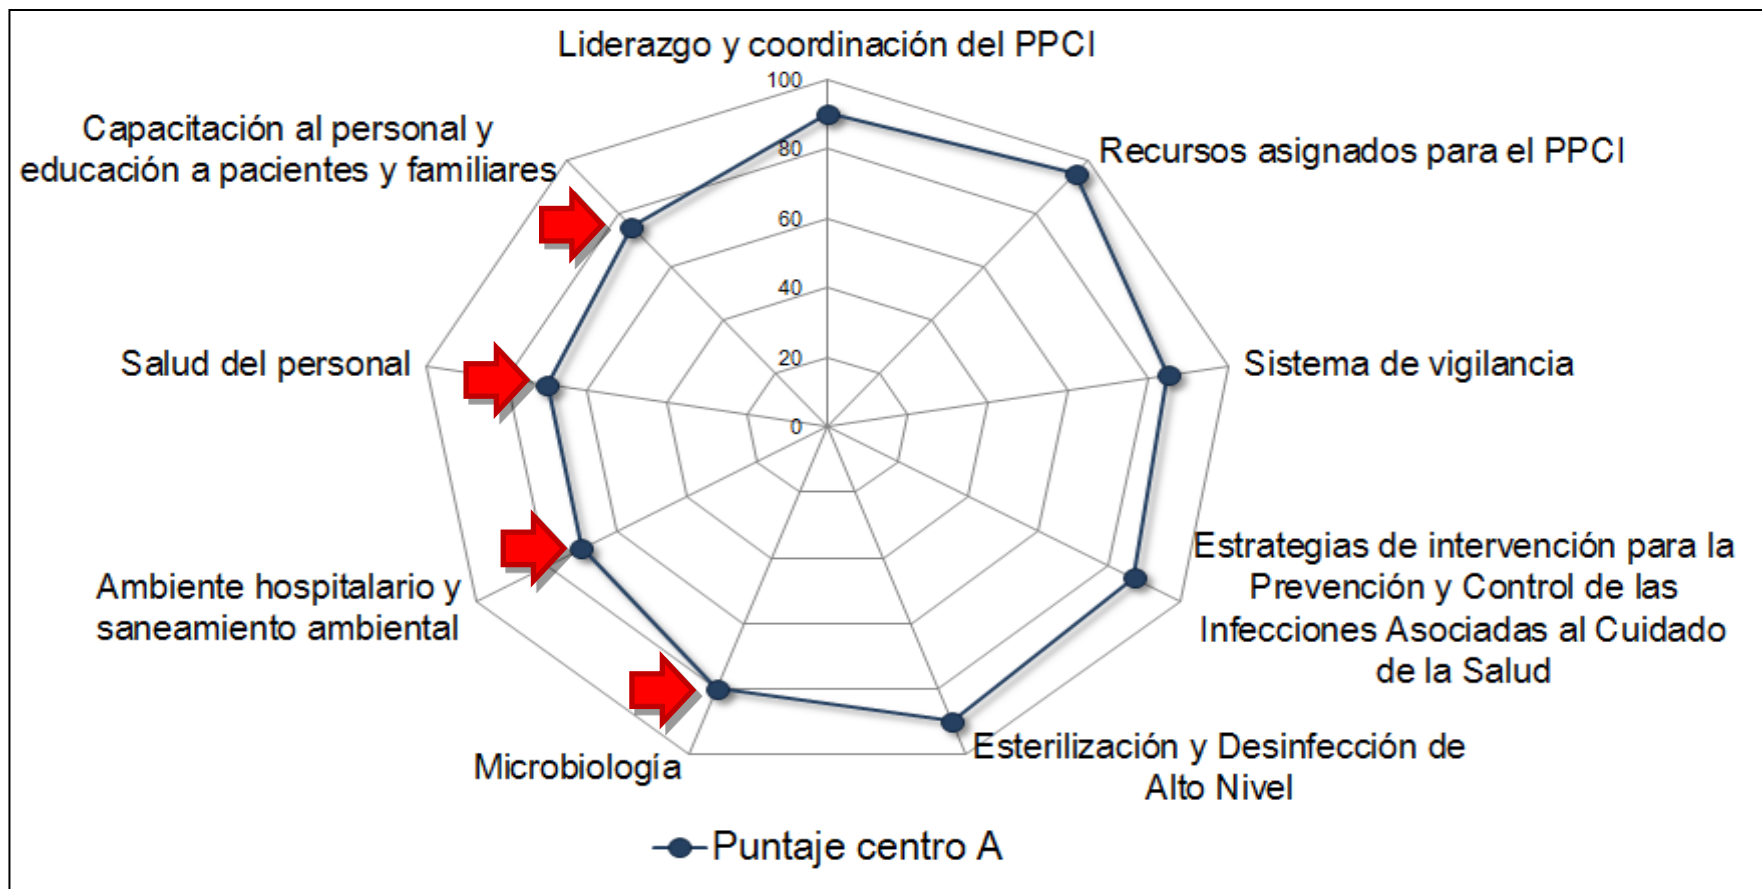 Liderazgo y coordinación del PPCI
100
80
60
40
20
0
Capacitación al personal y
educación a pacientes y familiares
Recursos asignados para el PPCI
Salud del personal
Sistema de vigilancia
Ambiente hospitalario y
saneamiento ambiental
Estrategias de intervención para la
Prevención y Control de las
Infecciones Asociadas al Cuidado
de la Salud
Microbiología
Esterilización y Desinfección de
Alto Nivel
Puntaje centro A